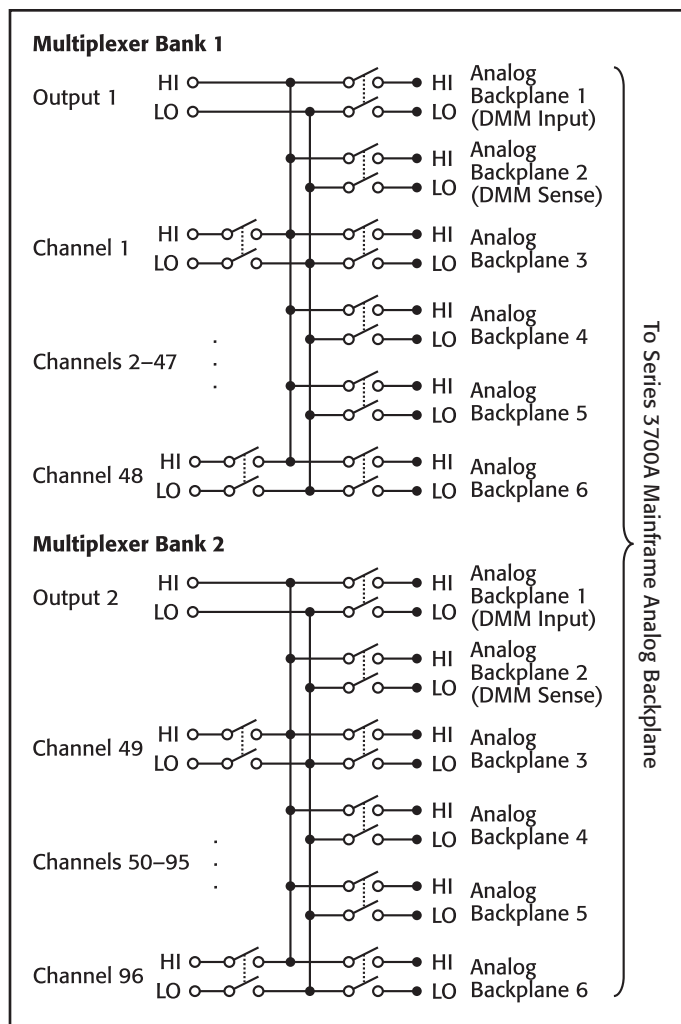 Multiplexer Bank 1
Output 1
HI
LO
HI
LO
Analog
Backplane 1
(DMM Input)
HI
LO
Analog
Backplane 2
(DMM Sense)
Channel 1
HI
LO
HI
LO
Analog
Backplane 3
HI
LO
Analog
Backplane 4
Channels 2–47
HI
LO
Analog
Backplane 5
Channel 48
HI
LO
HI
LO
Analog
Backplane 6
Multiplexer Bank 2
Output 2
HI
LO
HI
LO
Analog
Backplane 1
(DMM Input)
HI
LO
Analog
Backplane 2
(DMM Sense)
Channel 49
HI
LO
HI
LO
Analog
Backplane 3
HI
LO
Analog
Backplane 4
Channels 50–95
HI
LO
Analog
Backplane 5
Channel 96
HI
LO
HI
LO
Analog
Backplane 6
To Series 3700A Mainframe Analog Backplane